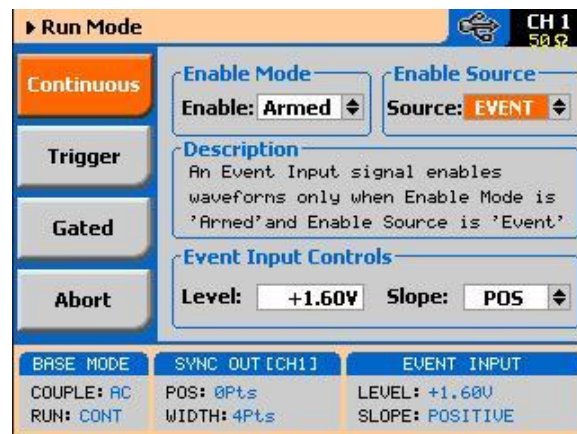 Run Mode
CH 1
50 Ω
Continuous
Trigger
Gated
Abort
Enable Mode
Enable: Armed
Enable Source
Source: EVENT
Description
An Event Input signal enables
waveforms only when Enable Mode is
'Armed'and Enable Source is 'Event'
Event Input Controls
Level: +1.60V Slope: POS
BASE MODE
COUPLE: AC
RUN: CONT
SYNC OUT [CH1]
POS: 0Pts
WIDTH: 4Pts
EVENT INPUT
LEVEL: +1.60V
SLOPE: POSITIVE